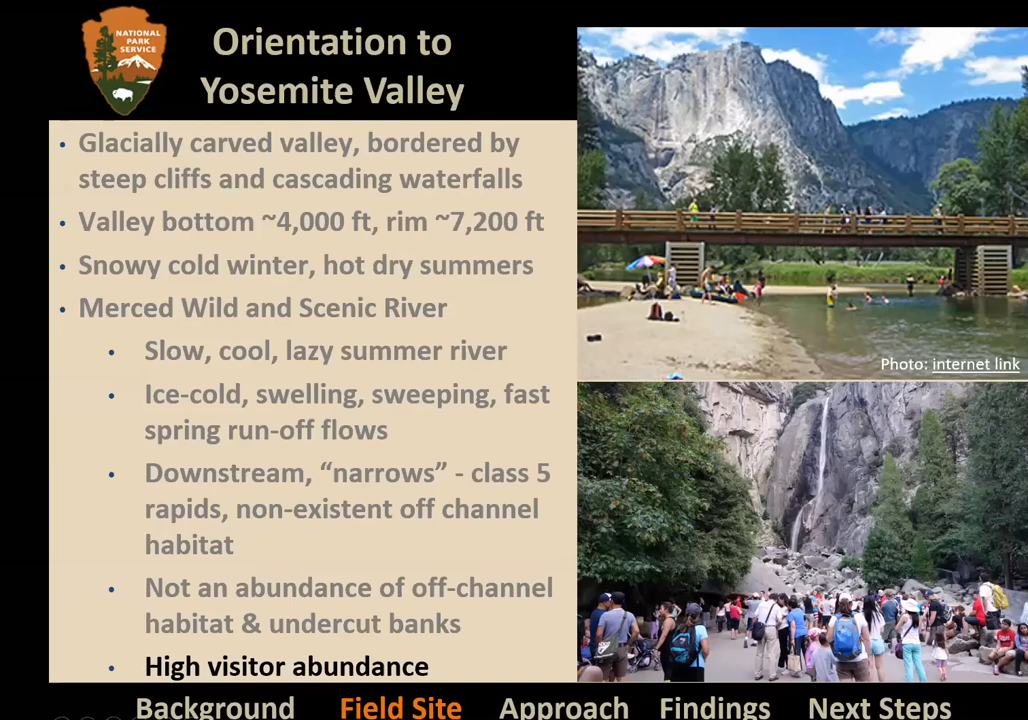 NATIONAL
PARK
SERVICE
Orientation to
Yosemite Valley
• Glacially carved valley, bordered by
steep cliffs and cascading waterfalls
• Valley bottom ~4,000 ft, rim ~7,200 ft
• Snowy cold winter, hot dry summers
• Merced Wild and Scenic River
• Slow, cool, lazy summer river
• Ice-cold, swelling, sweeping, fast
spring run-off flows
• Downstream, “narrows” - class 5
rapids, non-existent off channel
habitat
• Not an abundance of off-channel
habitat & undercut banks
• High visitor abundance
Photo: internet link
Background Field Site Approach Findings Next Steps